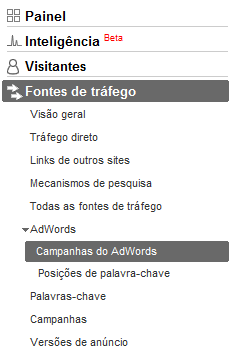 Painel
Inteligência Beta
Visitantes
Fontes de tráfego
Visão geral
Tráfego direto
Links de outros sites
Mecanismos de pesquisa
Todas as fontes de tráfego
AdWords
Campanhas do AdWords
Posições de palavra-chave
Palavras-chave
Campanhas
Versões de anúncio